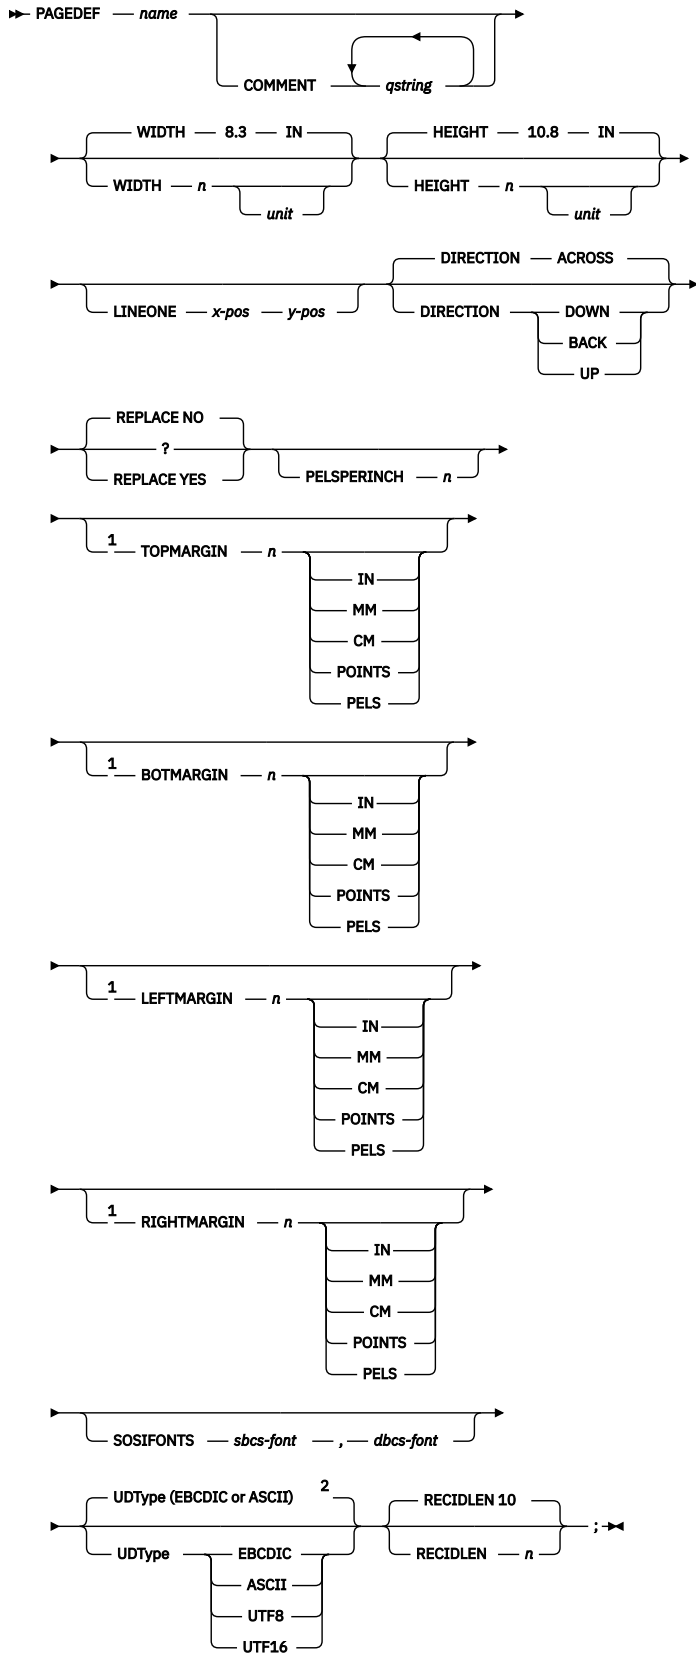 PAGEDEF name
COMMENT qstring
WIDTH 8.3 IN HEIGHT 10.8 IN
WIDTH n HEIGHT n
unit unit
DIRECTION ACROSS
LINEONE x-pos y-pos DIRECTION DOWN
BACK
UP
REPLACE NO
?
REPLACE YES PELSPERINCH n
1 TOPMARGIN n
IN
MM
CM
POINTS
PELS
1 BOTMARGIN n
IN
MM
CM
POINTS
PELS
1 LEFTMARGIN n
IN
MM
CM
POINTS
PELS
1 RIGHTMARGIN n
IN
MM
CM
POINTS
PELS
SOSIFONTS sbcs-font , dbcs-font
UDType (EBCDIC or ASCII) 2 RECIDLEN 10
;
UDType EBCDIC RECIDLEN n
ASCII
UTF8
UTF16